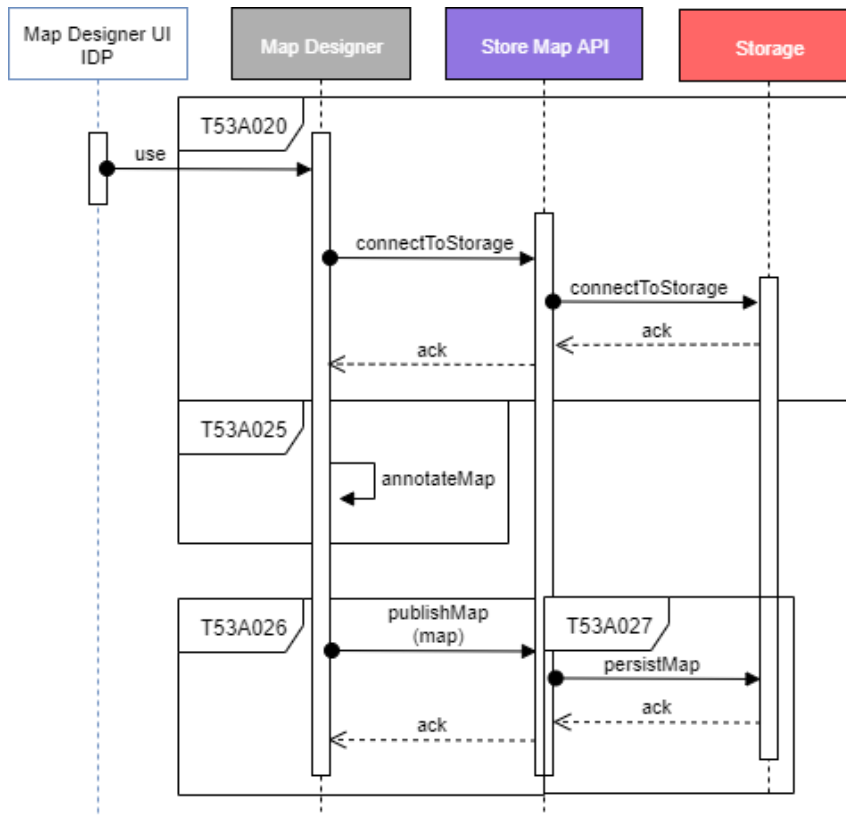 Map Designer UI
IDP
Map Designer
Store Map API
Storage
T53A020
use
connectToStorage
connectToStorage
ack
ack
T53A025
annotateMap
publishMap
(map)
T53A026
T53A027
persistMap
ack
ack